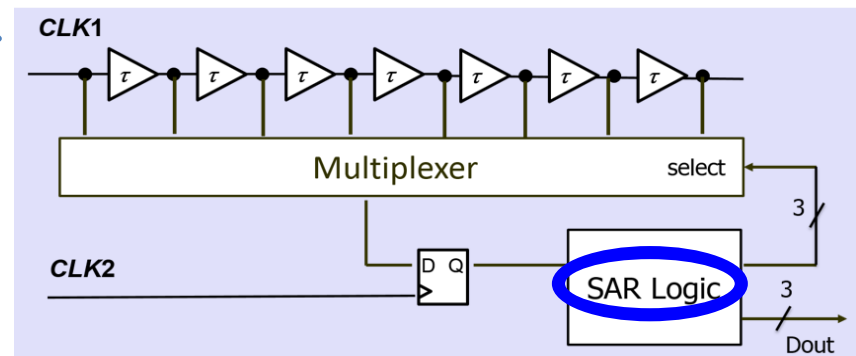 CLK1
τ τ τ τ τ τ τ
Multiplexer select
3
D Q
CLK2
SAR Logic
3
Dout